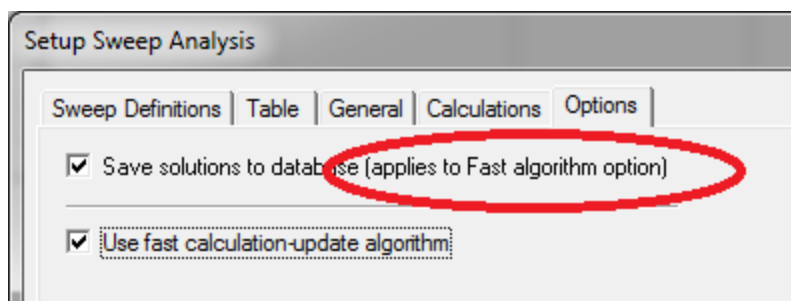 Setup Sweep Analysis
Sweep Definitions Table General Calculations Options
Save solutions to database (applies to Fast algorithm option)
Use fast calculation-update algorithm